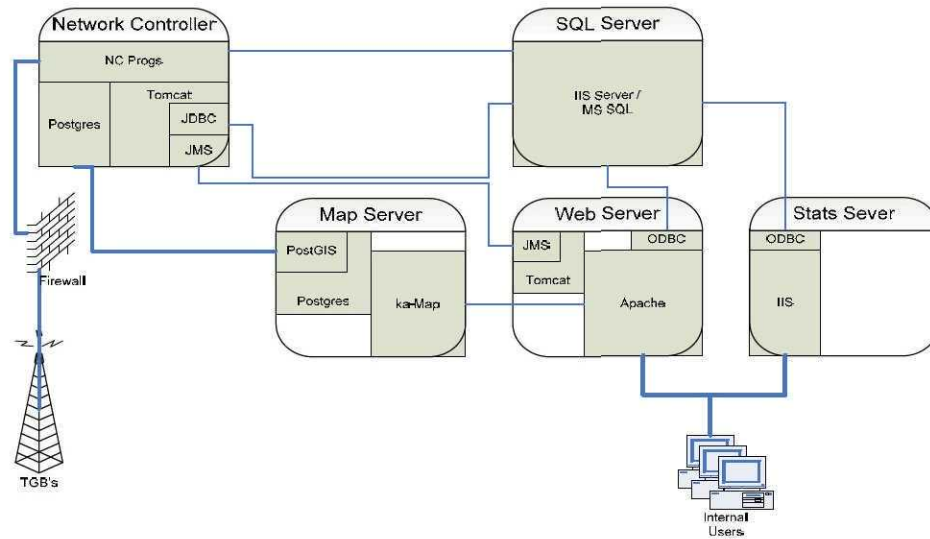 Network Controller
NC Progs
Tomcat
Postgres
JDBC
JMS
SQL Server
IIS Server /
MS SQL
Firewall
TGB's
Map Server
PostGIS
Postgres
ka-Map
Web Server
JMS
Tomcat
ODBC
Apache
Stats Sever
ODBC
IIS
Internal
Users